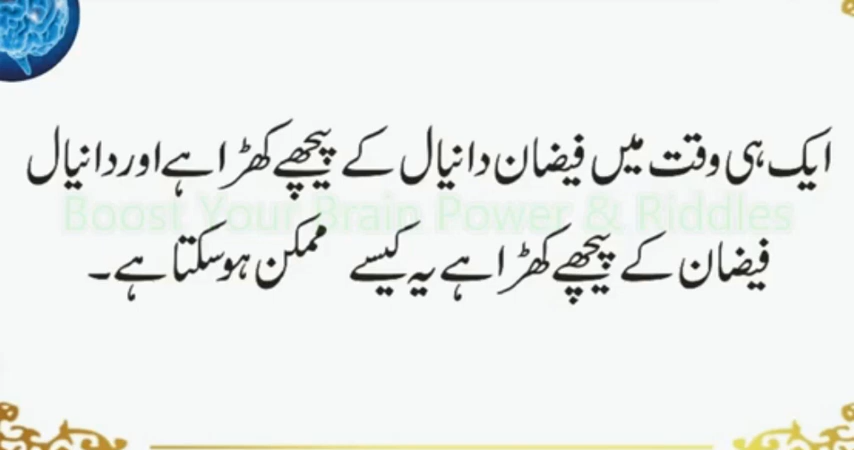 ایک ہی وقت میں فیضان دانیال کے پیچھے کھڑا ہے اور دانیال
Boost Your Brain Power & Riddles
فیضان کے پیچھے کھڑا ہے یہ کیسے ممکن ہو سکتا ہے۔